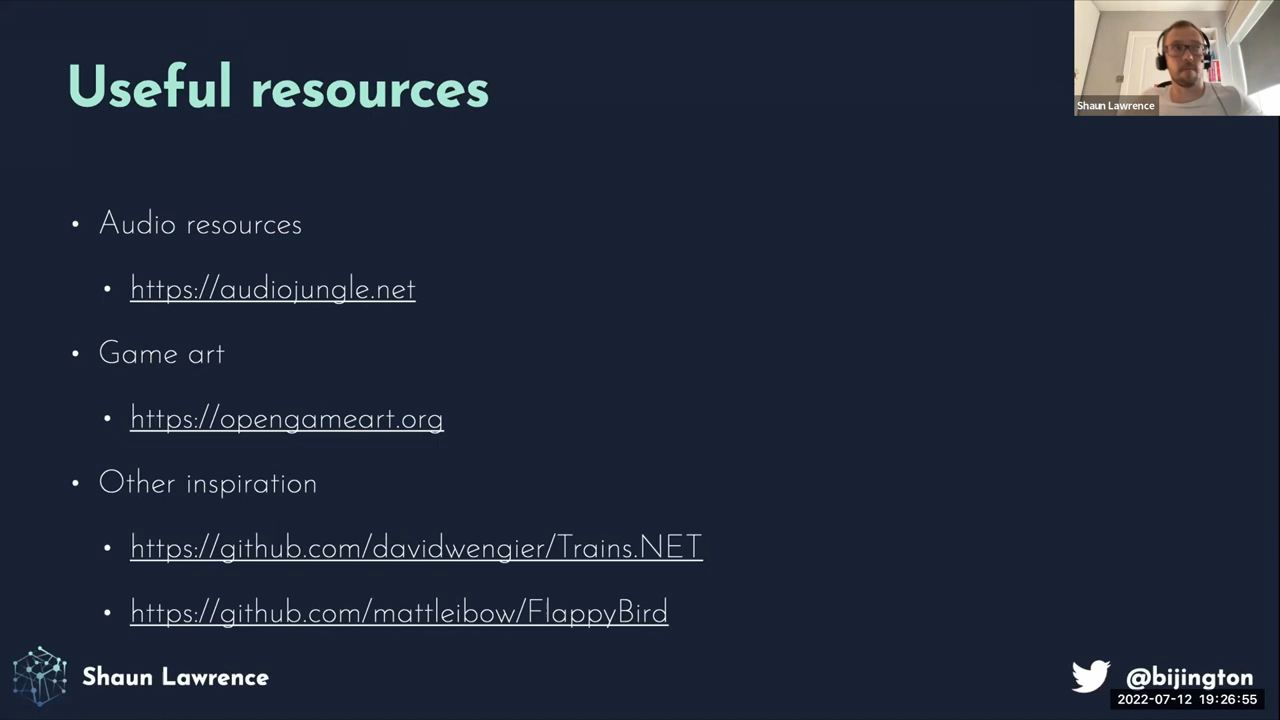 Useful resources
Shaun Lawrence
• Audio resources
• https://audiojungle.net
• Game art
• https://opengameart.org
• Other inspiration
• https://github.com/davidwengier/Trains.NET
• https://github.com/mattleibow/FlappyBird
Shaun Lawrence
@bijington
2022-07-12 19:26:55